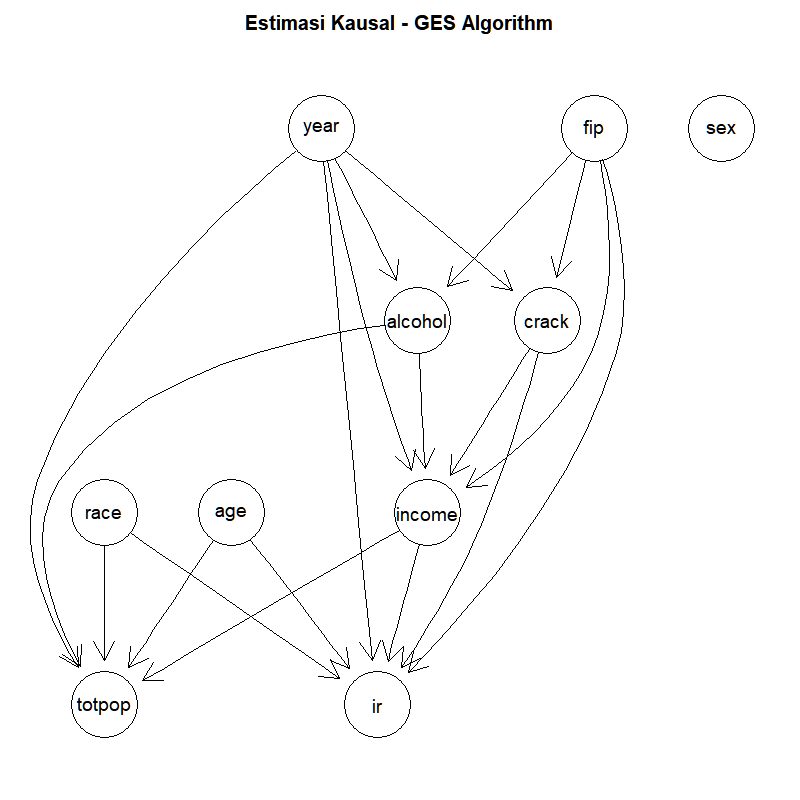 Estimasi Kausal - GES Algorithm
year
fip
sex
alcohol
crack
race
age
income
totpop
ir